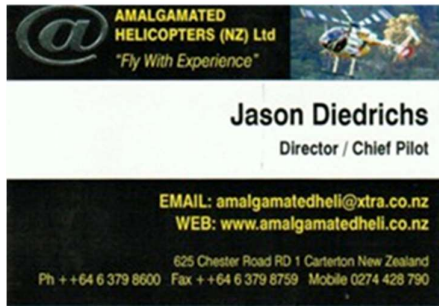 @ AMALGAMATED
HELICOPTERS (NZ) Ltd
"Fly With Experience"
Jason Diedrichs
Director / Chief Pilot
EMAIL: amalgamatedheli@xtra.co.nz
WEB: www.amalgamatedheli.co.nz
625 Chester Road RD 1 Carterton New Zealand
Ph ++64 6 379 8600 Fax ++64 6 379 8759 Mobile 0274 428 790